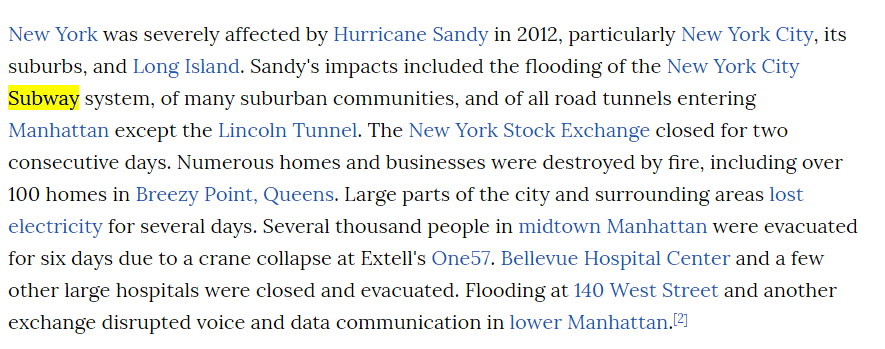 New York was severely affected by Hurricane Sandy in 2012, particularly New York City, its
suburbs, and Long Island. Sandy's impacts included the flooding of the New York City
Subway system, of many suburban communities, and of all road tunnels entering
Manhattan except the Lincoln Tunnel. The New York Stock Exchange closed for two
consecutive days. Numerous homes and businesses were destroyed by fire, including over
100 homes in Breezy Point, Queens. Large parts of the city and surrounding areas lost
electricity for several days. Several thousand people in midtown Manhattan were evacuated
for six days due to a crane collapse at Extell's One57. Bellevue Hospital Center and a few
other large hospitals were closed and evacuated. Flooding at 140 West Street and another
exchange disrupted voice and data communication in lower Manhattan.[2]